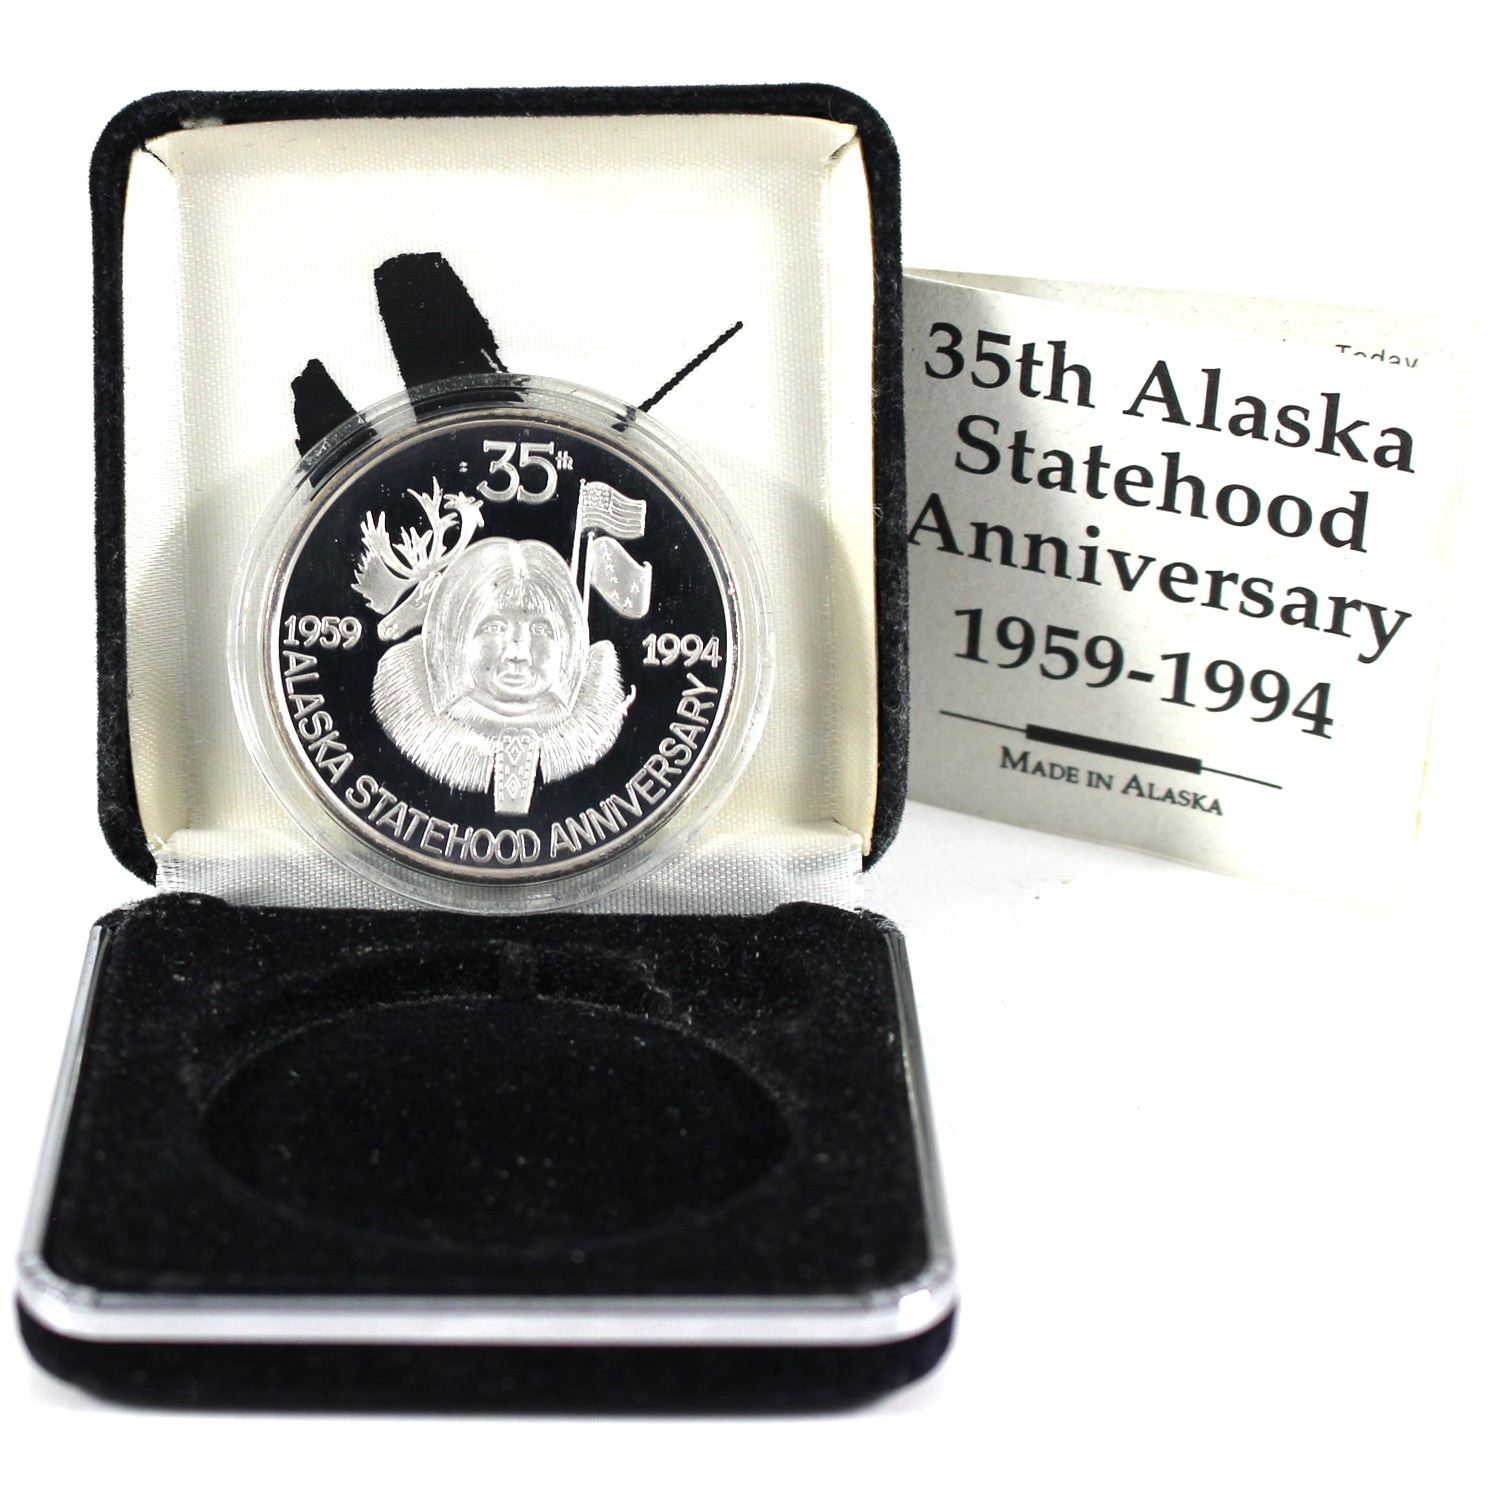 35th
1959
1994
ALASKA STATEHOOD ANNIVERSARY
Today
35th Alaska
Statehood
Anniversary
1959-1994
MADE IN ALASKA